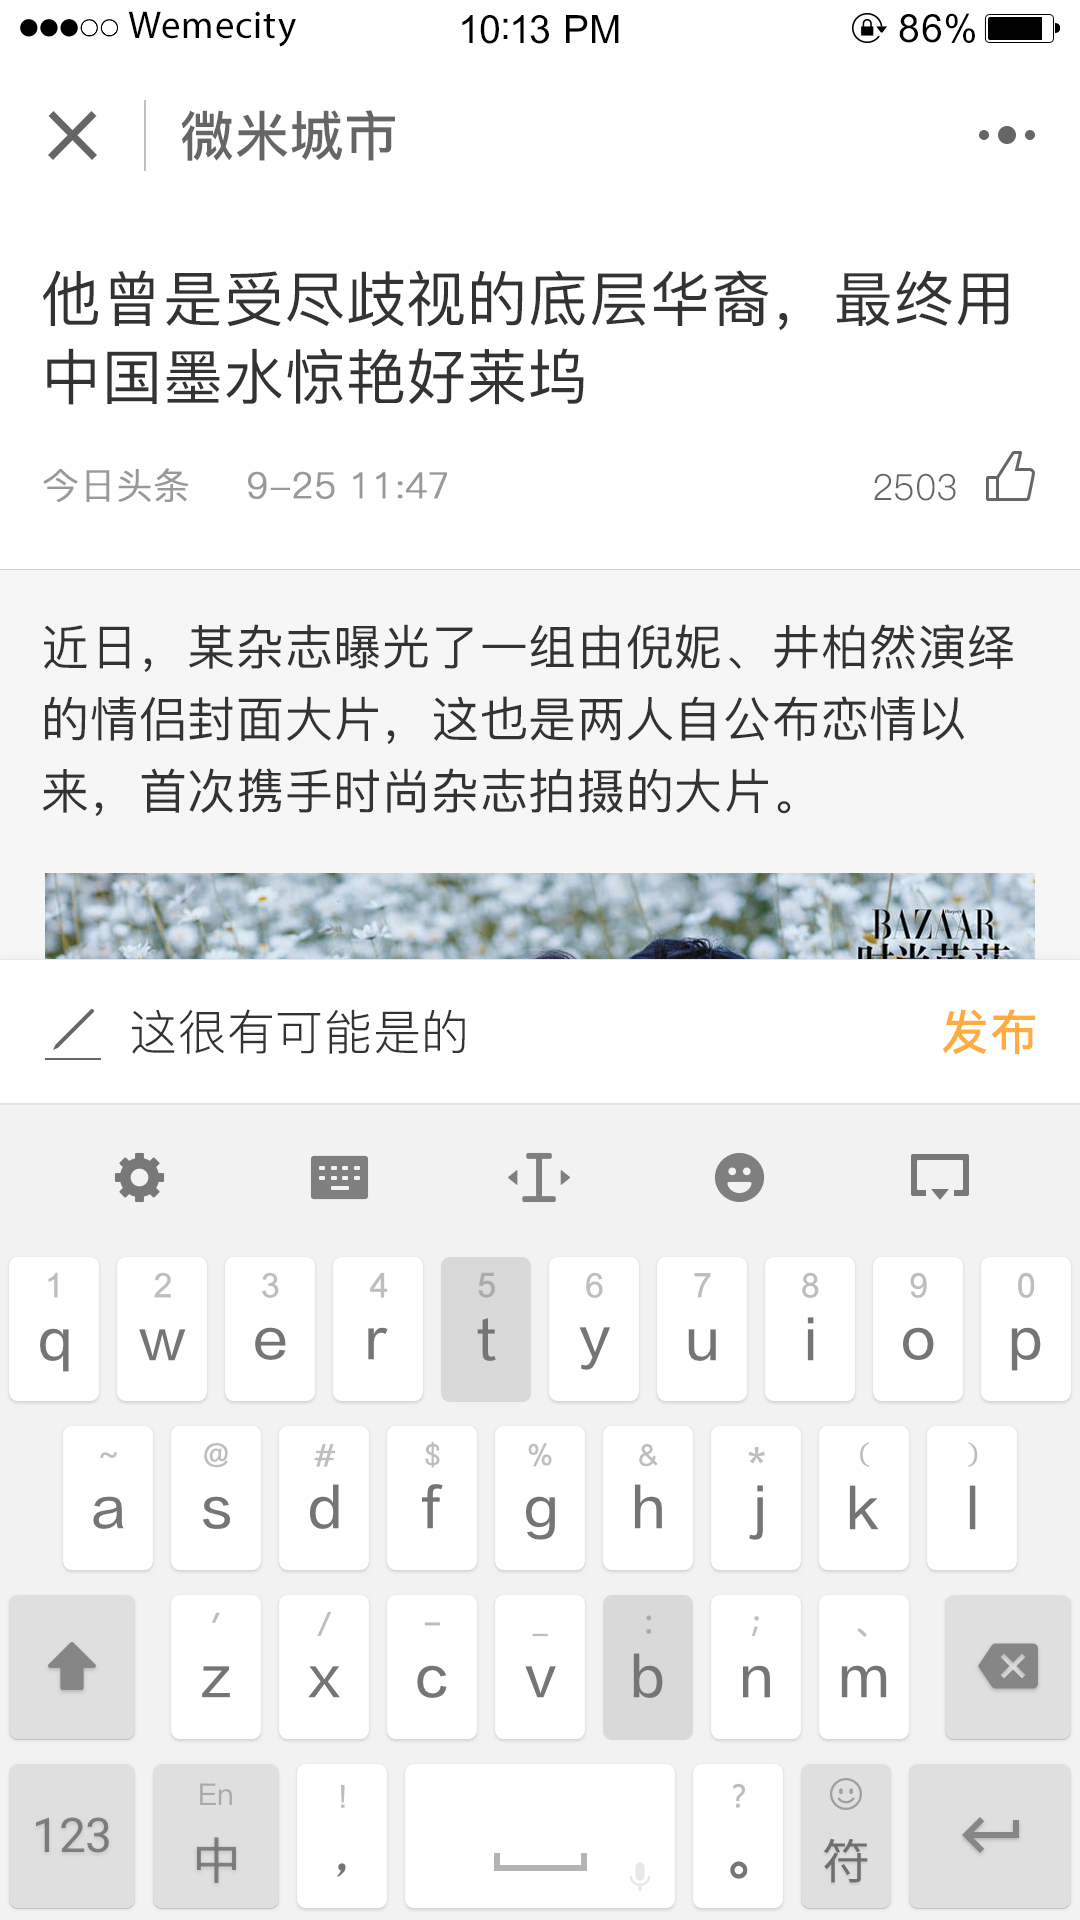 Wemecity 10:13 PM 86%
微米城市
他曾是受尽歧视的底层华裔，最终用
中国墨水惊艳好莱坞
今日头条 9-25 11:47 2503
近日，某杂志曝光了一组由倪妮、井柏然演绎
的情侣封面大片，这也是两人自公布恋情以
来，首次携手时尚杂志拍摄的大片。
BAZAAR
这很有可能是的 发布
1 2 3 4 5 6 7 8 9 0
q w e r t y u i o p
~ @ # $ % & * ( )
a s d f g h j k l
′ / – _ : ; 、
z x c v b n m
En ! ?
123 中 ， 。 符